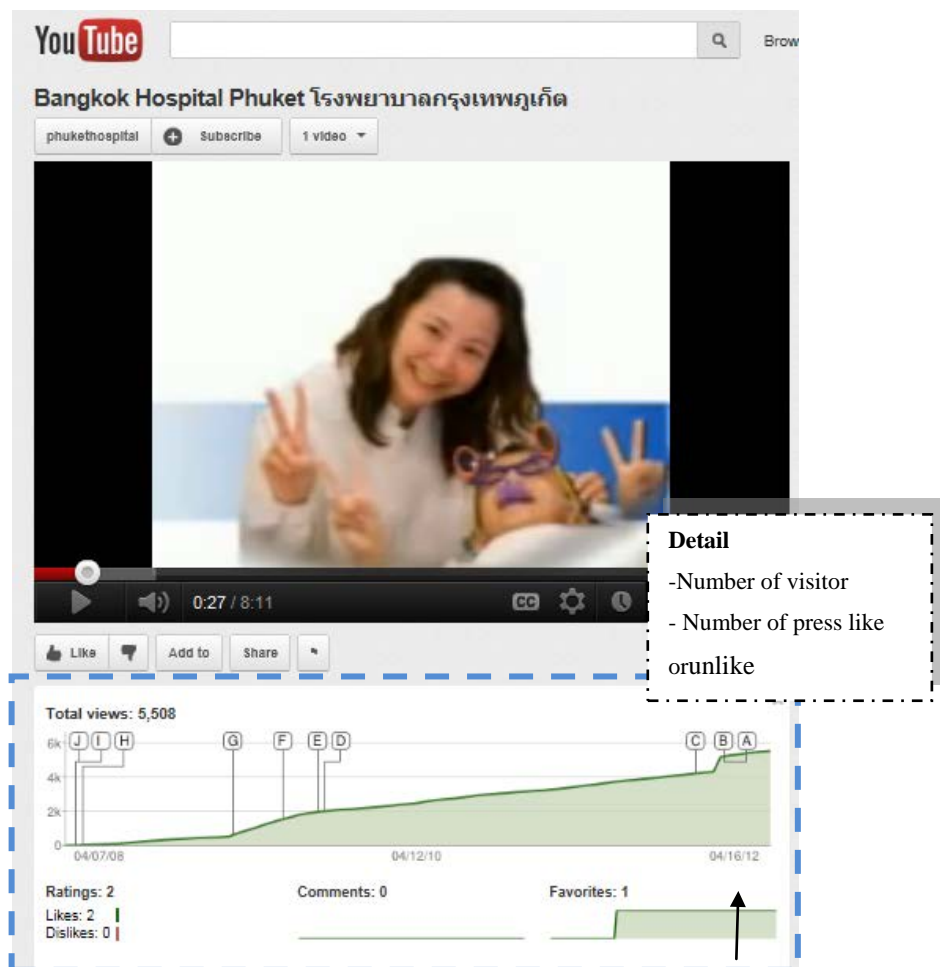 You Tube
Brow
Bangkok Hospital Phuket โรงพยาบาลกรุงเทพภูเก็ต
phukethospital Subscribe 1 video
0:27 / 8:11 CC
Detail
-Number of visitor
- Number of press like
orunlike
Like Add to Share
Total views: 5,508
6k J I H G F E D C B A
4k
2k
0
04/07/08 04/12/10 04/16/12
Ratings: 2 Comments: 0 Favorites: 1
Likes: 2
Dislikes: 0